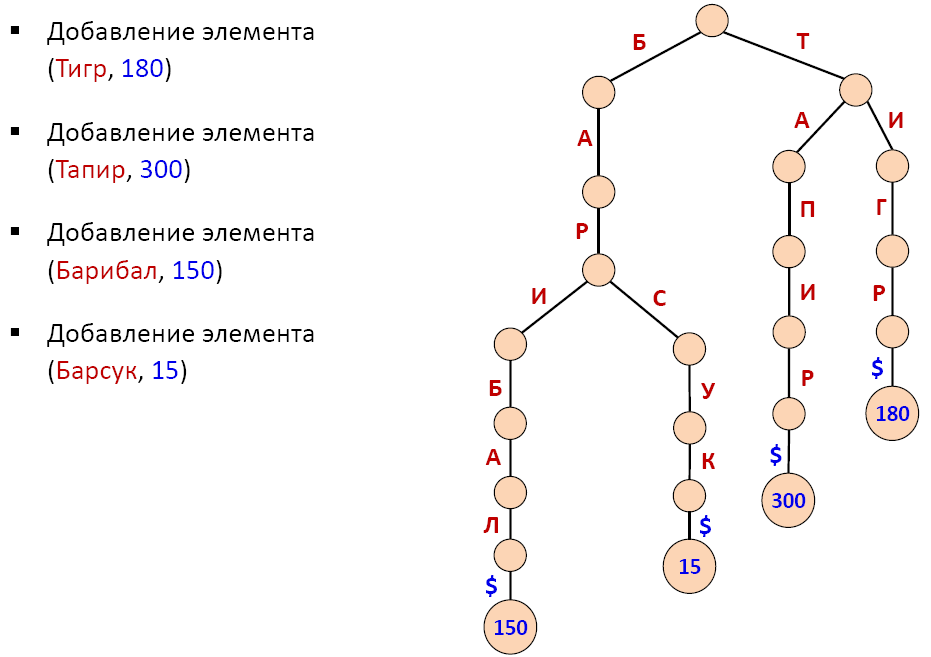 ▪ Добавление элемента
(Тигр, 180)
▪ Добавление элемента
(Тапир, 300)
▪ Добавление элемента
(Барибал, 150)
▪ Добавление элемента
(Барсук, 15)
Б
Т
А
А
И
П
Г
Р
И
С
И
Р
Б
У
Р
$
180
А
К
$
300
Л
$
15
$
150